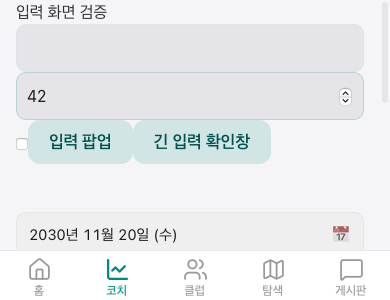 입력 화면 검증
42
입력 팝업 긴 입력 확인창
2030년 11월 20일 (수)
홈 코치 클럽 탐색 게시판